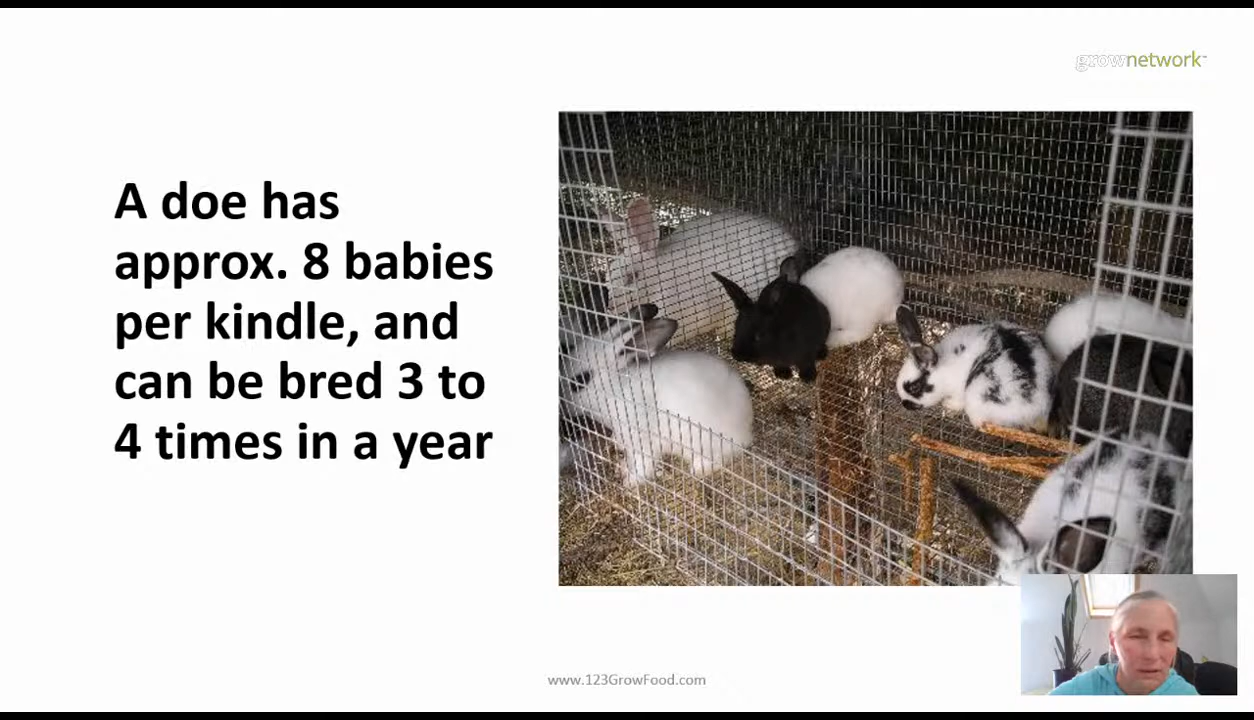 grownetwork™
A doe has
approx. 8 babies
per kindle, and
can be bred 3 to
4 times in a year
www.123GrowFood.com